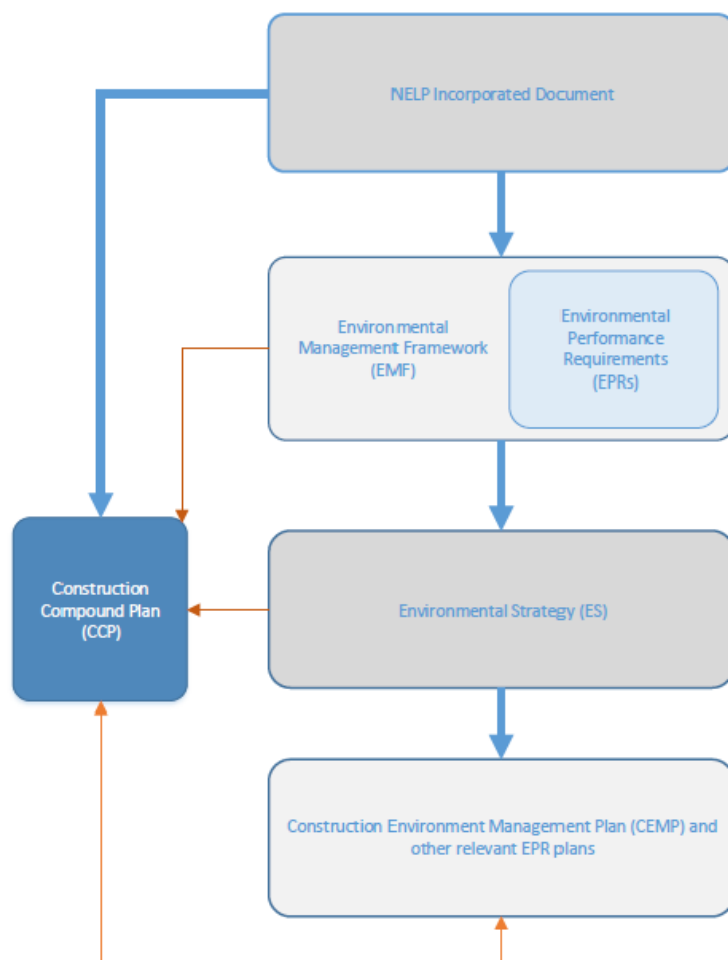 NELP Incorporated Document
Environmental
Management Framework
(EMF)
Environmental
Performance
Requirements
(EPRs)
Construction
Compound Plan
(CCP)
Environmental Strategy (ES)
Construction Environment Management Plan (CEMP) and
other relevant EPR plans